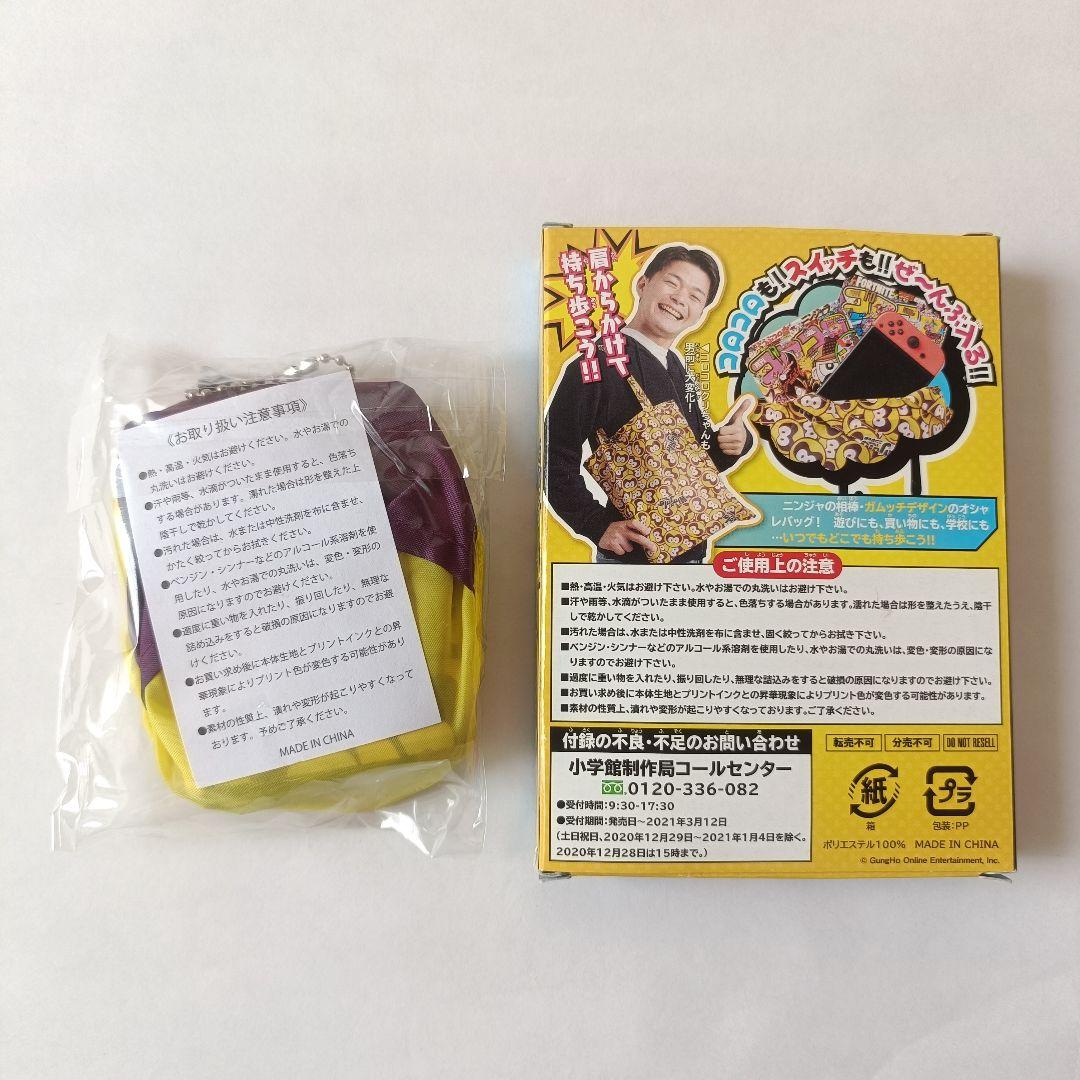 《お取り扱い注意事項》
●熱・高温・火気はお避けください。水やお湯での
丸洗いはお避けください。
●汗や雨等、水滴がついたまま使用すると、色落ち
する場合があります。濡れた場合は形を整えた上
陰干しで乾かしてください。
●汚れた場合は、水または中性洗剤を布に含ませ、
かたく絞ってからお拭きください。
●ベンジン・シンナーなどのアルコール系溶剤を使
用したり、水やお湯での丸洗いは、変色・変形の
原因になりますのでお避けください。
●過度に重い物を入れたり、振り回したり、無理な
詰め込みをすると破損の原因になりますのでお避
けください。
●お買い求め後に本体生地とプリントインクとの昇
華現象によりプリント色が変色する可能性があり
ます。
●素材の性質上、潰れや変形が起こりやすくなって
おります。予めご了承ください。
MADE IN CHINA
肩からかけて
持ち歩こう!!
コロコロも!!スイッチも!!ぜ〜んぶ入る!!
男前に大変化!
FORTNITE
ニンジャの相棒・ガムッチデザインのオシャ
レバッグ! 遊びにも、買い物にも、学校にも
…いつでもどこでも持ち歩こう!!
ご使用上の注意
■熱・高温・火気はお避け下さい。水やお湯での丸洗いはお避け下さい。
■汗や雨等、水滴がついたまま使用すると、色落ちする場合があります。濡れた場合は形を整えたうえ、陰干
しで乾かしてください。
■汚れた場合は、水または中性洗剤を布に含ませ、固く絞ってからお拭き下さい。
■ベンジン・シンナーなどのアルコール系溶剤を使用したり、水やお湯での丸洗いは、変色・変形の原因にな
りますのでお避け下さい。
■過度に重い物を入れたり、振り回したり、無理な詰込みをすると破損の原因になりますのでお避け下さい。
■お買い求め後に本体生地とプリントインクとの昇華現象によりプリント色が変色する可能性があります。
■素材の性質上、潰れや変形が起こりやすくなっております。ご了承ください。
付録の不良・不足のお問い合わせ
小学館制作局コールセンター
0120-336-082
●受付時間:9:30-17:30
●受付期間:発売日〜2021年3月12日
(土日祝日、2020年12月29日〜2021年1月4日を除く。
2020年12月28日は15時まで。)
転売不可 分売不可 DO NOT RESELL
紙 プラ
箱 包装:PP
ポリエステル100% MADE IN CHINA
© GungHo Online Entertainment, Inc.